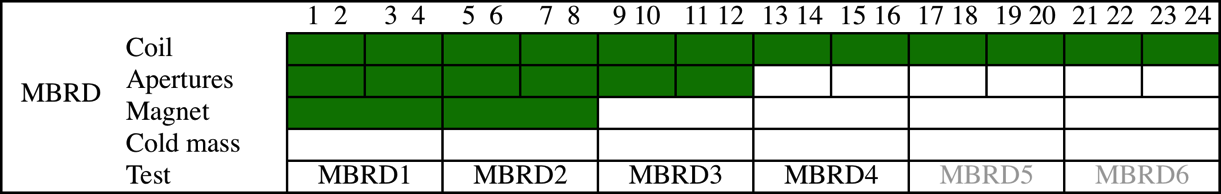 1 2 3 4 5 6 7 8 9 10 11 12 13 14 15 16 17 18 19 20 21 22 23 24
Coil
Apertures
MBRD
Magnet
Cold mass
Test MBRD1 MBRD2 MBRD3 MBRD4 MBRD5 MBRD6